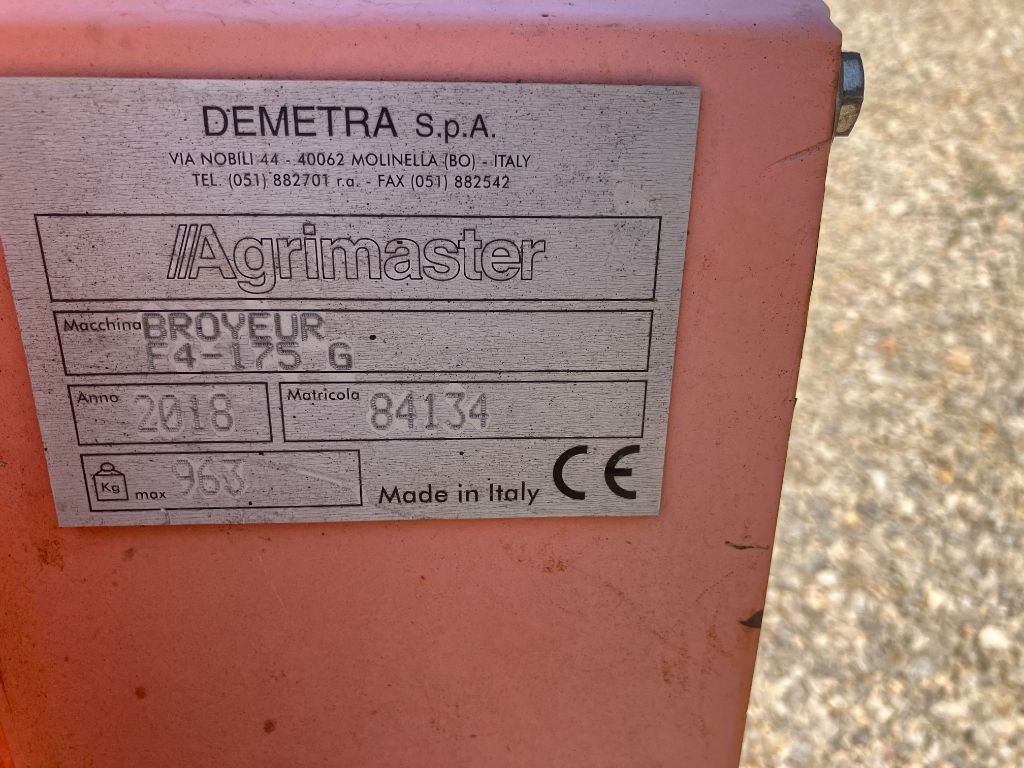 DEMETRA S.p.A.
VIA NOBILI 44 - 40062 MOLINELLA (BO) - ITALY
TEL. (051) 882701 r.a. - FAX (051) 882542
Agrimaster
Macchina BROYEUR
F4-175 G
Anno 2018 Matricola 84134
Kg max 963
Made in Italy CE